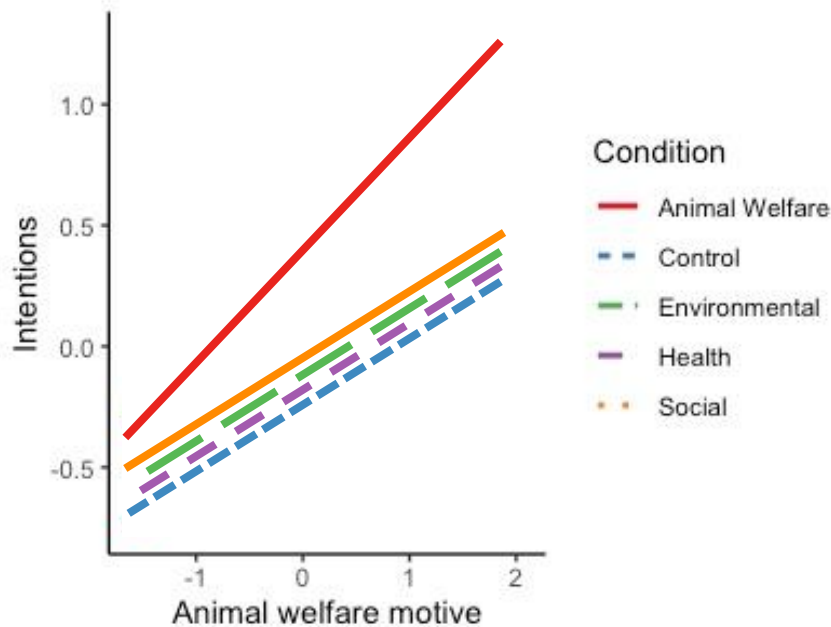 1.0
0.5
0.0
-0.5
Intentions
-1 0 1 2
Animal welfare motive
Condition
Animal Welfare
Control
Environmental
Health
Social